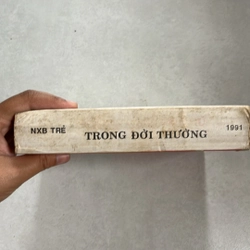 NXB TRẺ
TRONG ĐỜI THƯỜNG
1991